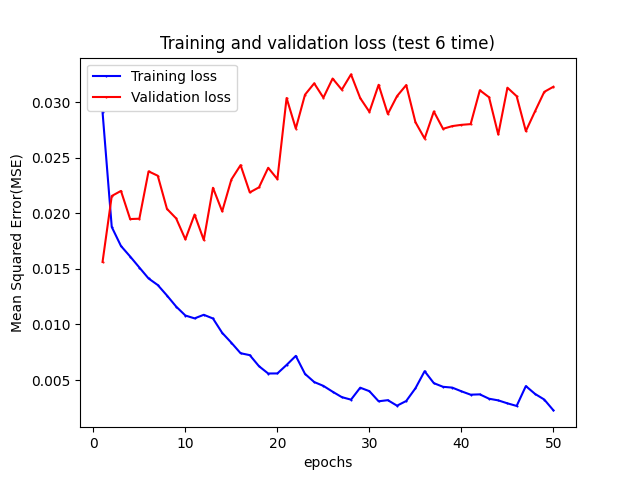 Training and validation loss (test 6 time)
Training loss
Validation loss
Mean Squared Error(MSE)
0.030
0.025
0.020
0.015
0.010
0.005
0 10 20 30 40 50
epochs